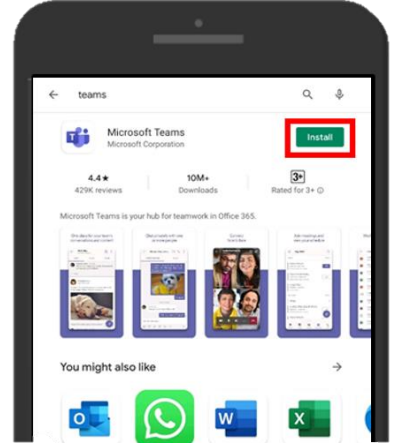 teams
Microsoft Teams
Microsoft Corporation
Install
4.4★
429K reviews
10M+
Downloads
3+
Rated for 3+
Microsoft Teams is your hub for teamwork in Office 365.
You might also like